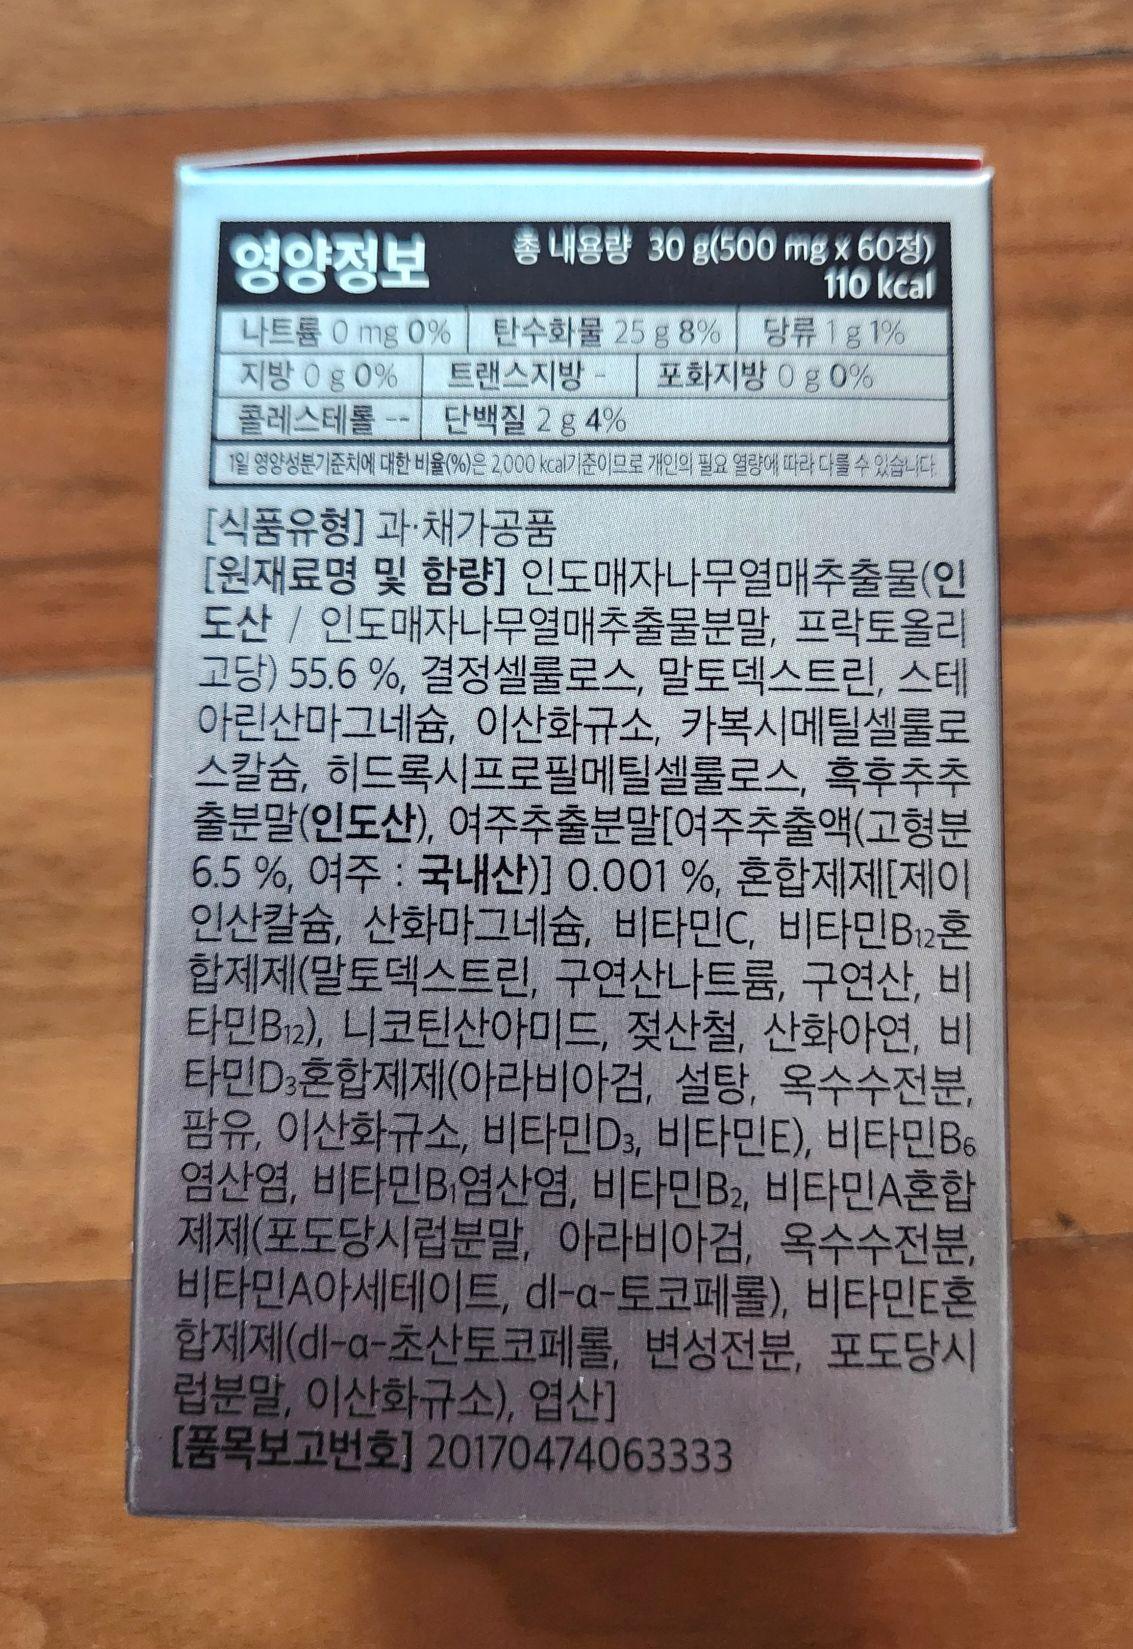 영양정보 총 내용량 30 g(500 mg x 60정)
110 kcal
나트륨 0 mg 0% 탄수화물 25 g 8% 당류 1 g 1%
지방 0 g 0% 트랜스지방 - 포화지방 0 g 0%
콜레스테롤 -- 단백질 2 g 4%
1일 영양성분기준치에 대한 비율(%)은 2,000 kcal기준이므로 개인의 필요 열량에 따라 다를 수 있습니다.
[식품유형] 과·채가공품
[원재료명 및 함량] 인도매자나무열매추출물(인
도산 / 인도매자나무열매추출물분말, 프락토올리
고당) 55.6 %, 결정셀룰로스, 말토덱스트린, 스테
아린산마그네슘, 이산화규소, 카복시메틸셀룰로
스칼슘, 히드록시프로필메틸셀룰로스, 흑후추추
출분말(인도산), 여주추출분말[여주추출액(고형분
6.5 %, 여주 : 국내산)] 0.001 %, 혼합제제[제이
인산칼슘, 산화마그네슘, 비타민C, 비타민B₁₂혼
합제제(말토덱스트린, 구연산나트륨, 구연산, 비
타민B₁₂), 니코틴산아미드, 젖산철, 산화아연, 비
타민D₃혼합제제(아라비아검, 설탕, 옥수수전분,
팜유, 이산화규소, 비타민D₃, 비타민E), 비타민B₆
염산염, 비타민B₁염산염, 비타민B₂, 비타민A혼합
제제(포도당시럽분말, 아라비아검, 옥수수전분,
비타민A아세테이트, dl-α-토코페롤), 비타민E혼
합제제(dl-α-초산토코페롤, 변성전분, 포도당시
럽분말, 이산화규소), 엽산]
[품목보고번호] 20170474063333